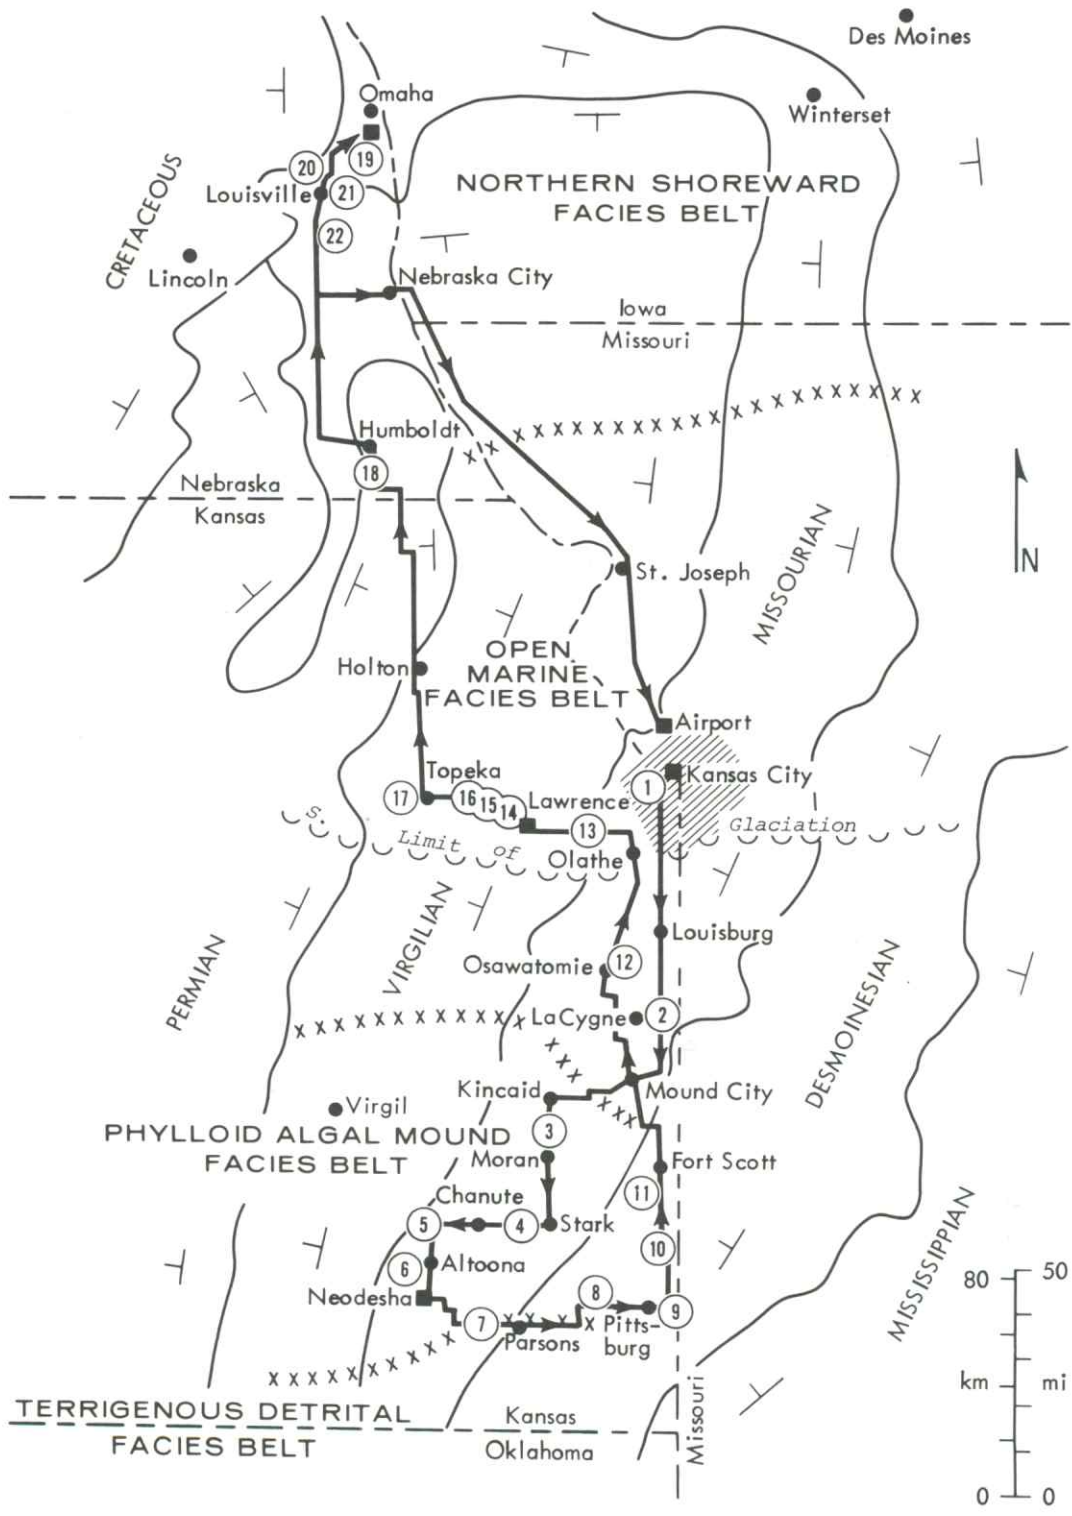 Des Moines
Omaha
Winterset
20
19
CRETACEOUS
NORTHERN SHOREWARD
FACIES BELT
Louisville
21
22
Lincoln
Nebraska City
Iowa
Missouri
Humboldt
18
Nebraska
Kansas
N
MISSOURIAN
St. Joseph
OPEN
MARINE
FACIES BELT
Holton
Airport
Topeka
Kansas City
1
17
16
15
14
Lawrence
13
S.
Limit of
Glaciation
Olathe
VIRGILIAN
PERMIAN
Louisburg
Osawatomie
12
DESMOINESIAN
LaCygne
2
Kincaid
Mound City
Virgil
PHYLLOID ALGAL MOUND
FACIES BELT
3
Moran
Fort Scott
11
Chanute
5
4
Stark
10
MISSISSIPPIAN
6
Altoona
Neodesha
8
9
7
Parsons
Pitts-
burg
80
50
km
mi
0
0
TERRIGENOUS DETRITAL
FACIES BELT
Kansas
Oklahoma
Missouri